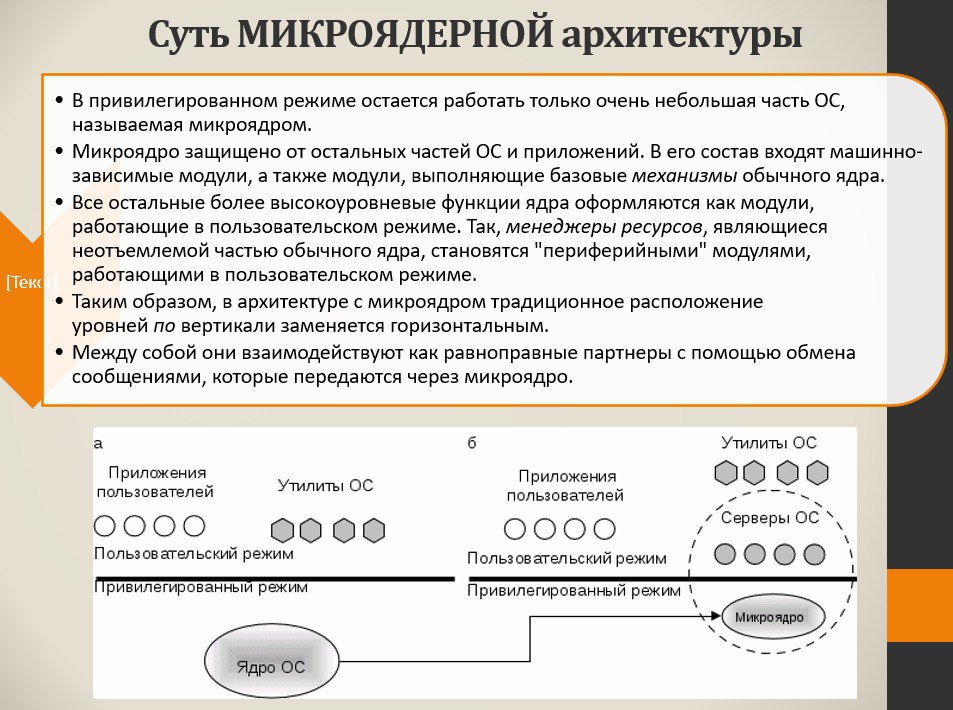 Суть МИКРОЯДЕРНОЙ архитектуры
• В привилегированном режиме остается работать только очень небольшая часть ОС,
называемая микроядром.
• Микроядро защищено от остальных частей ОС и приложений. В его состав входят машинно-
зависимые модули, а также модули, выполняющие базовые механизмы обычного ядра.
• Все остальные более высокоуровневые функции ядра оформляются как модули,
работающие в пользовательском режиме. Так, менеджеры ресурсов, являющиеся
неотъемлемой частью обычного ядра, становятся "периферийными" модулями,
работающими в пользовательском режиме.
[Текст]
• Таким образом, в архитектуре с микроядром традиционное расположение
уровней по вертикали заменяется горизонтальным.
• Между собой они взаимодействуют как равноправные партнеры с помощью обмена
сообщениями, которые передаются через микроядро.
а
Приложения
пользователей
Утилиты ОС
Пользовательский режим
Привилегированный режим
Ядро ОС
б
Утилиты ОС
Приложения
пользователей
Серверы ОС
Пользовательский режим
Привилегированный режим
Микроядро